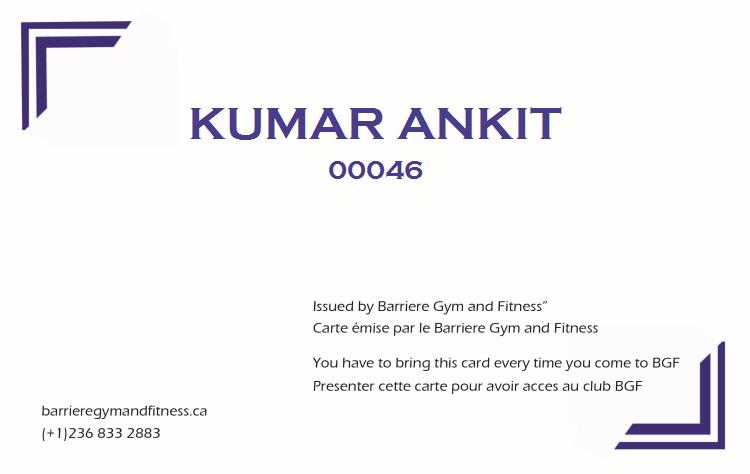 KUMAR ANKIT
00046
Issued by Barriere Gym and Fitness"
Carte émise par le Barriere Gym and Fitness
You have to bring this card every time you come to BGF
Presenter cette carte pour avoir acces au club BGF
barrieregymandfitness.ca
(+1)236 833 2883